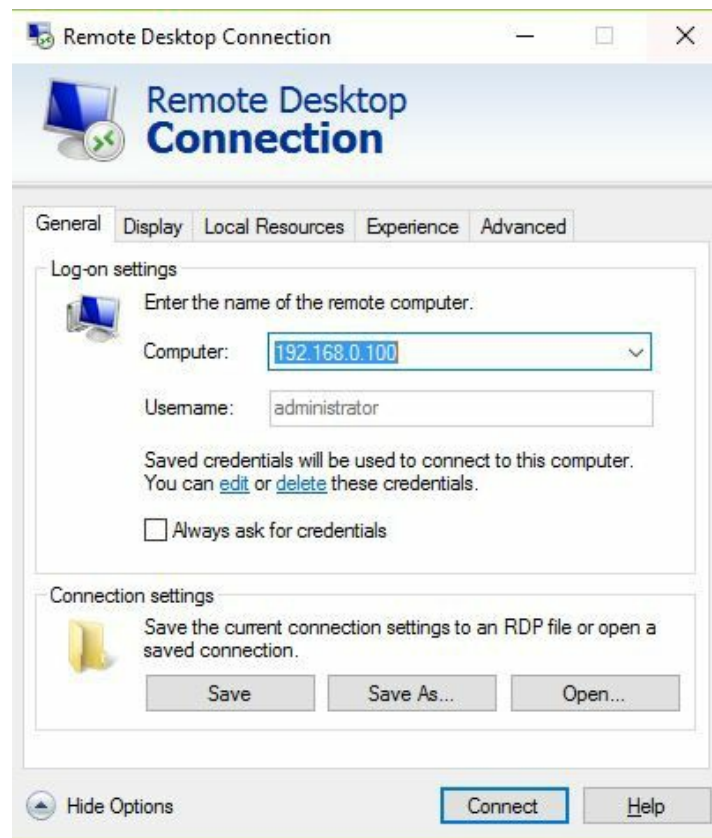 Remote Desktop Connection
Remote Desktop
Connection
General Display Local Resources Experience Advanced
Log-on settings
Enter the name of the remote computer.
Computer: 192.168.0.100
Username: administrator
Saved credentials will be used to connect to this computer.
You can edit or delete these credentials.
Always ask for credentials
Connection settings
Save the current connection settings to an RDP file or open a
saved connection.
Save Save As... Open...
Hide Options Connect Help